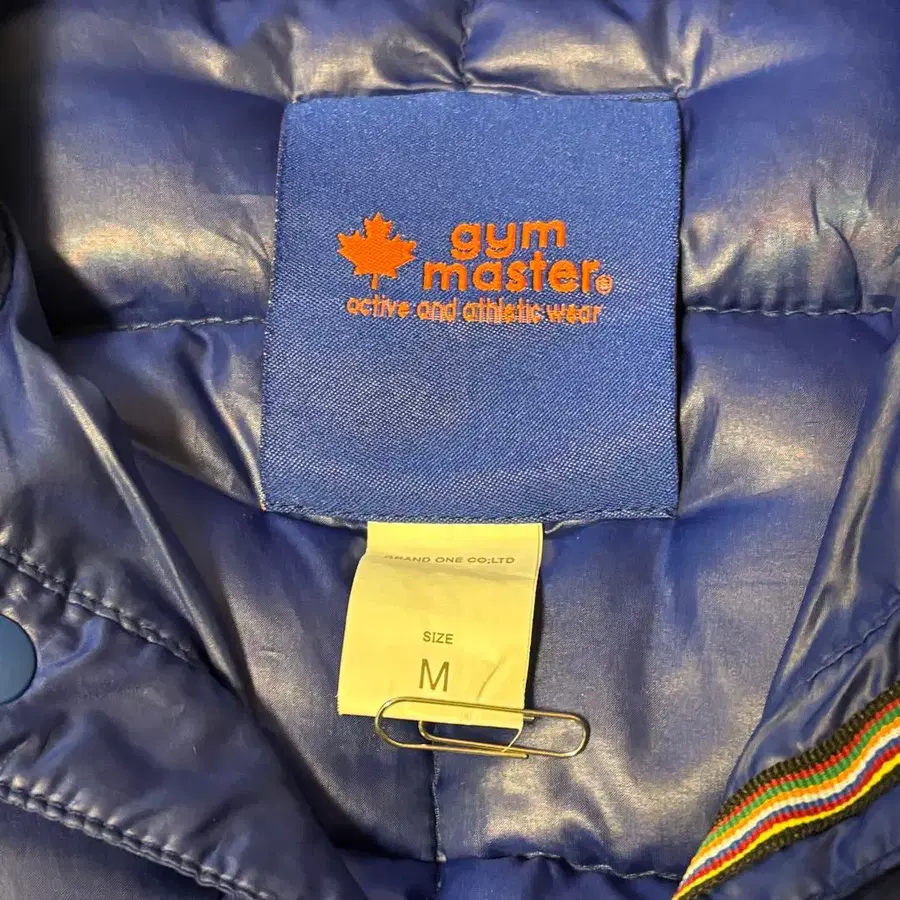 gym
master®
active and athletic wear
GRAND ONE CO;LTD
SIZE
M